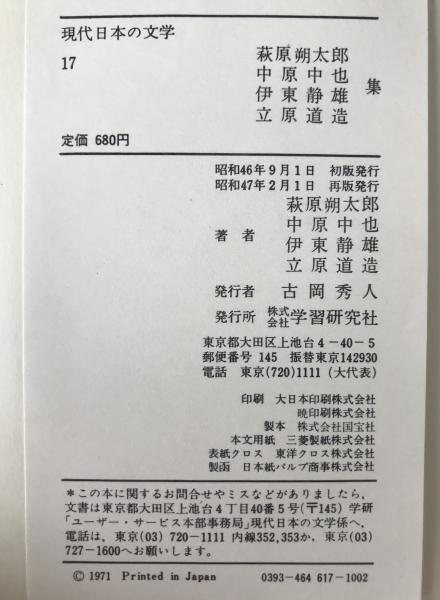 現代日本の文学
17
萩原朔太郎
中原中也
伊東静雄
立原道造
集
定価 680円
昭和46年9月1日 初版発行
昭和47年2月1日 再版発行
著者
萩原朔太郎
中原中也
伊東静雄
立原道造
発行者 古岡秀人
発行所 株式会社学習研究社
東京都大田区上池台4-40-5
郵便番号 145 振替東京142930
電話 東京(720)1111(大代表)
印刷 大日本印刷株式会社
暁印刷株式会社
製本 株式会社国宝社
本文用紙 三菱製紙株式会社
表紙クロス 東洋クロス株式会社
製函 日本紙パルプ商事株式会社
*この本に関するお問合せやミスなどがありましたら,
文書は東京都大田区上池台4丁目40番5号(〒145) 学研
「ユーザー・サービス本部事務局」現代日本の文学係へ,
電話は,東京(03)720-1111 内線352,353か,東京(03)
727-1600へお願いします。
© 1971 Printed in Japan 0393-464 617-1002